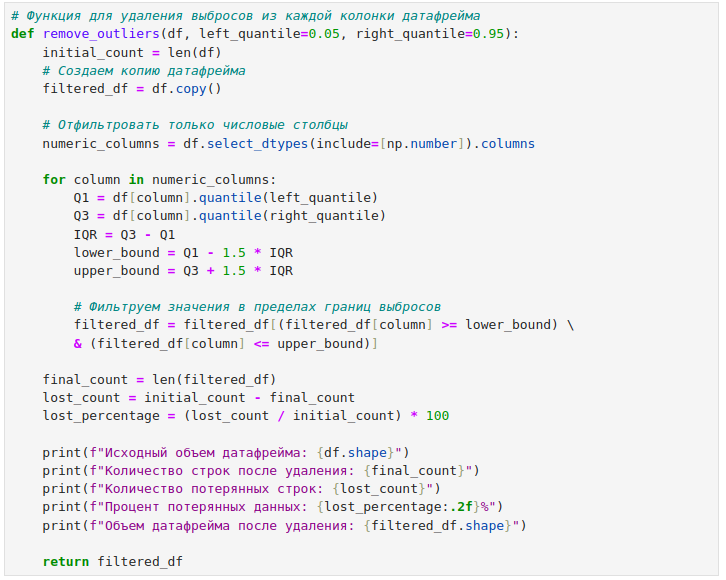 # Функция для удаления выбросов из каждой колонки датафрейма
def remove_outliers(df, left_quantile=0.05, right_quantile=0.95):
    initial_count = len(df)
    # Создаем копию датафрейма
    filtered_df = df.copy()

    # Отфильтровать только числовые столбцы
    numeric_columns = df.select_dtypes(include=[np.number]).columns

    for column in numeric_columns:
        Q1 = df[column].quantile(left_quantile)
        Q3 = df[column].quantile(right_quantile)
        IQR = Q3 - Q1
        lower_bound = Q1 - 1.5 * IQR
        upper_bound = Q3 + 1.5 * IQR

        # Фильтруем значения в пределах границ выбросов
        filtered_df = filtered_df[(filtered_df[column] >= lower_bound) \
        & (filtered_df[column] <= upper_bound)]

    final_count = len(filtered_df)
    lost_count = initial_count - final_count
    lost_percentage = (lost_count / initial_count) * 100

    print(f"Исходный объем датафрейма: {df.shape}")
    print(f"Количество строк после удаления: {final_count}")
    print(f"Количество потерянных строк: {lost_count}")
    print(f"Процент потерянных данных: {lost_percentage:.2f}%")
    print(f"Объем датафрейма после удаления: {filtered_df.shape}")

    return filtered_df